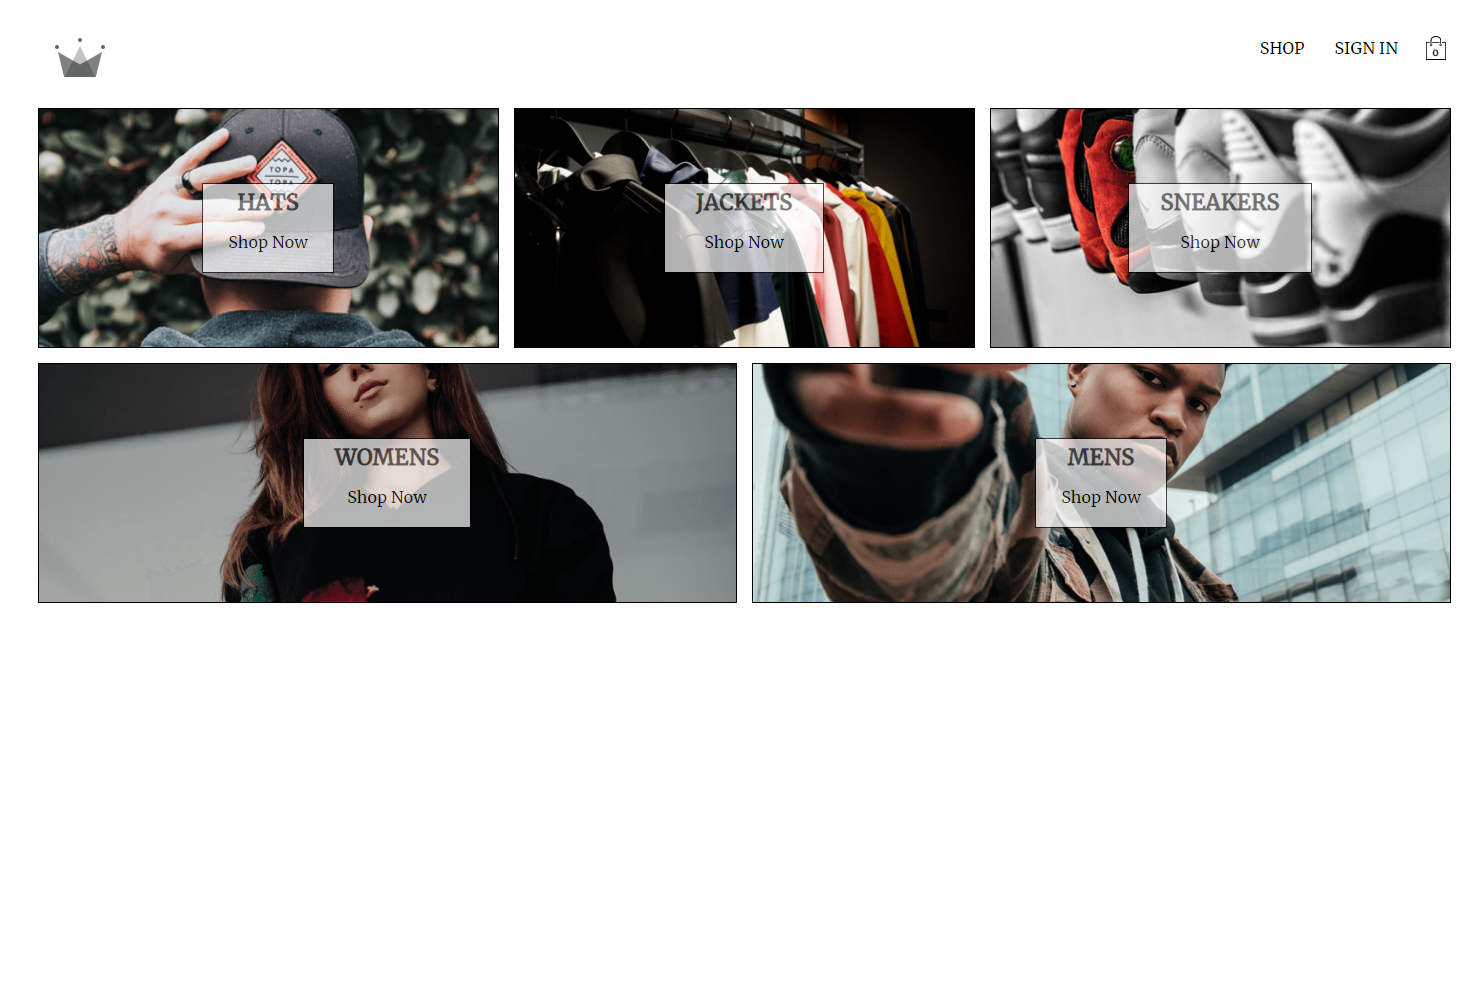 SHOP
SIGN IN
0
TOPA
TOPA
HATS
Shop Now
JACKETS
Shop Now
SNEAKERS
Shop Now
WOMENS
Shop Now
MENS
Shop Now